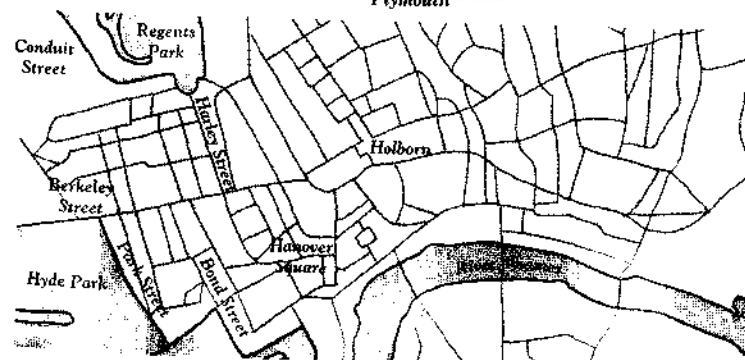 Plymouth
Regents
Park
Conduit
Street
Harley Street
Holborn
Berkeley
Street
Hanover
Square
Park Street
Bond Street
Hyde Park